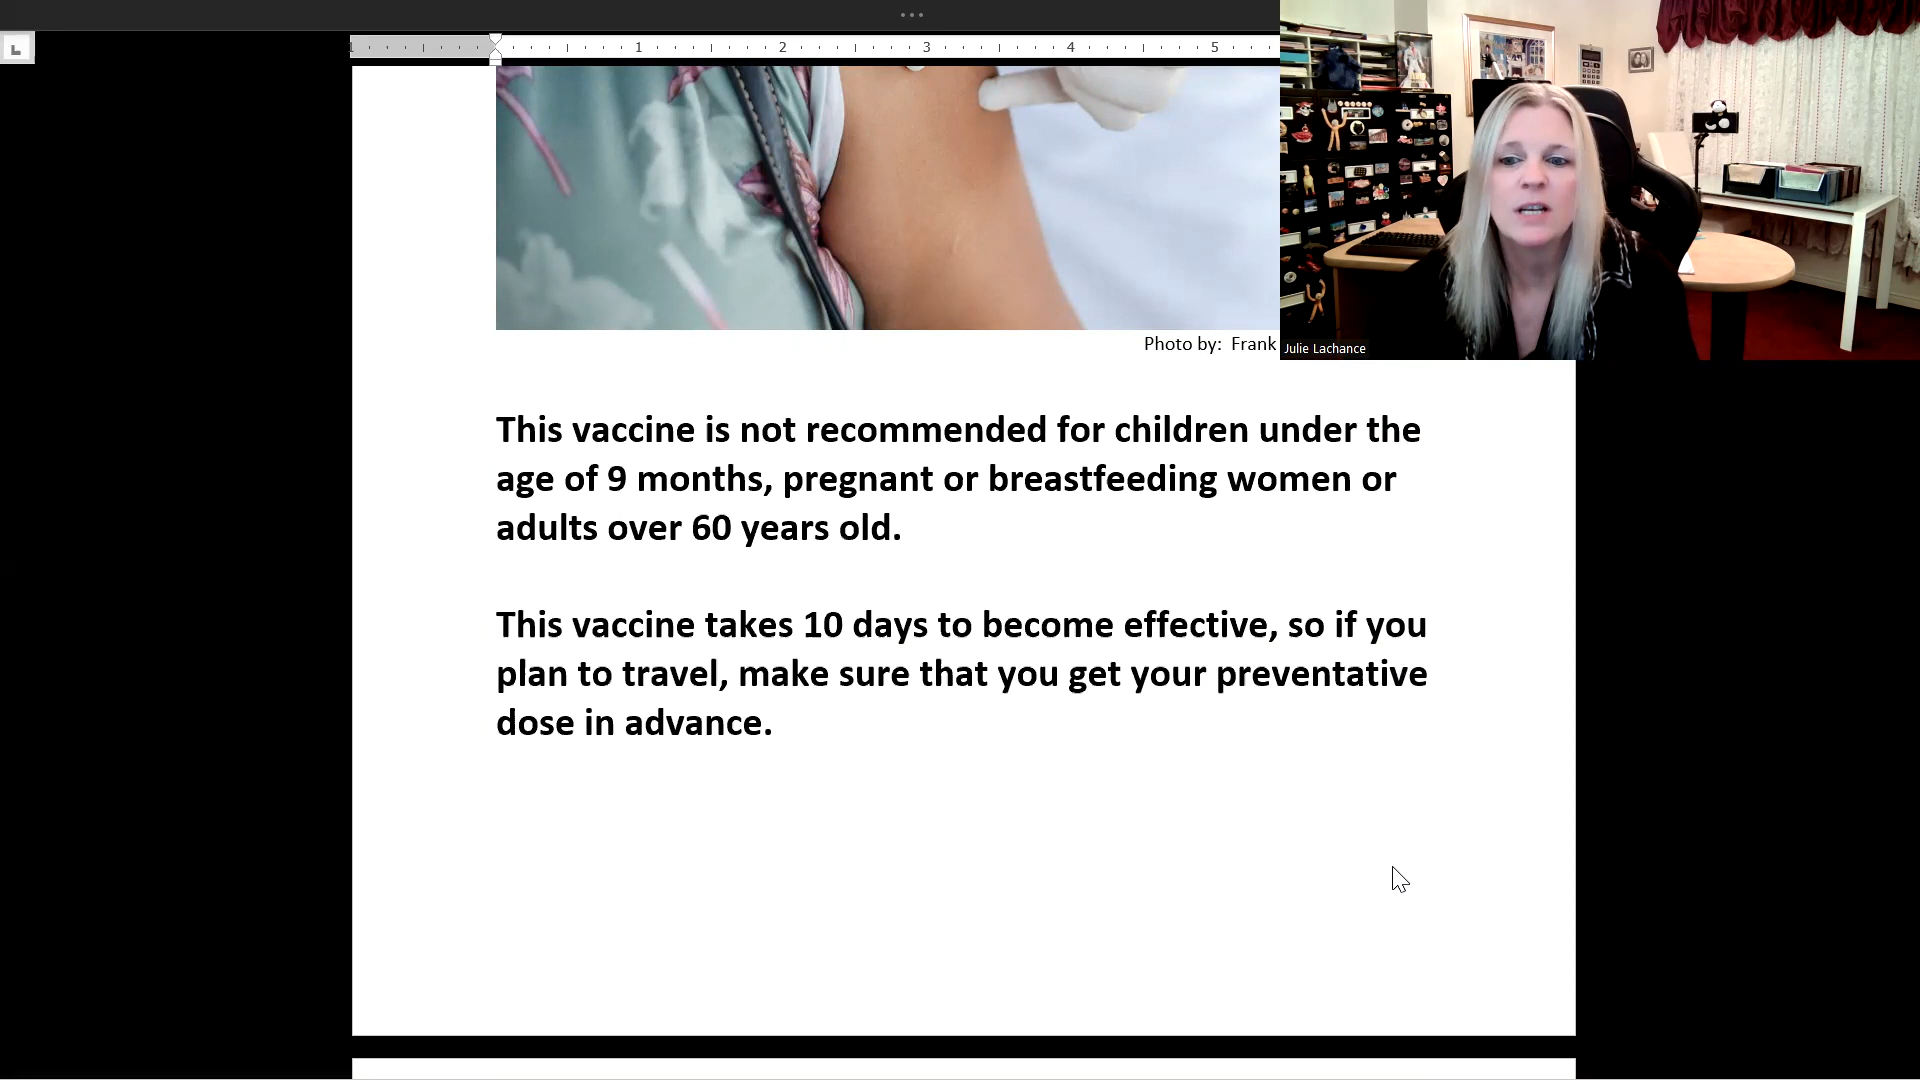 1 1 2 3 4 5
Photo by: Frank
Julie Lachance
This vaccine is not recommended for children under the
age of 9 months, pregnant or breastfeeding women or
adults over 60 years old.
This vaccine takes 10 days to become effective, so if you
plan to travel, make sure that you get your preventative
dose in advance.